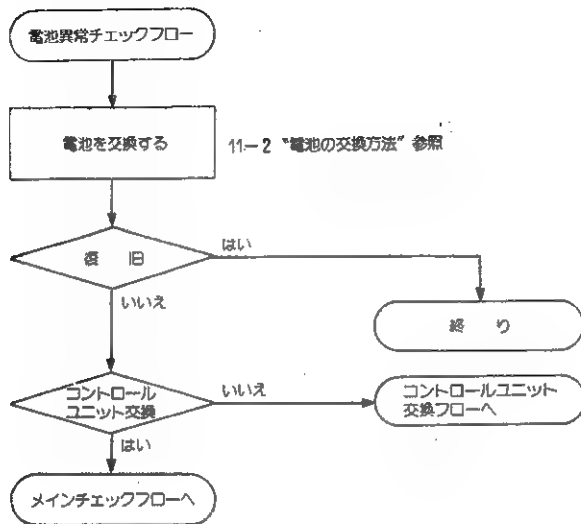 電池異常チェックフロー
電池を交換する
11-2 “電池の交換方法” 参照
復 旧
はい
いいえ
終 り
コントロール
ユニット交換
いいえ
コントロールユニット
交換フローへ
はい
メインチェックフローへ